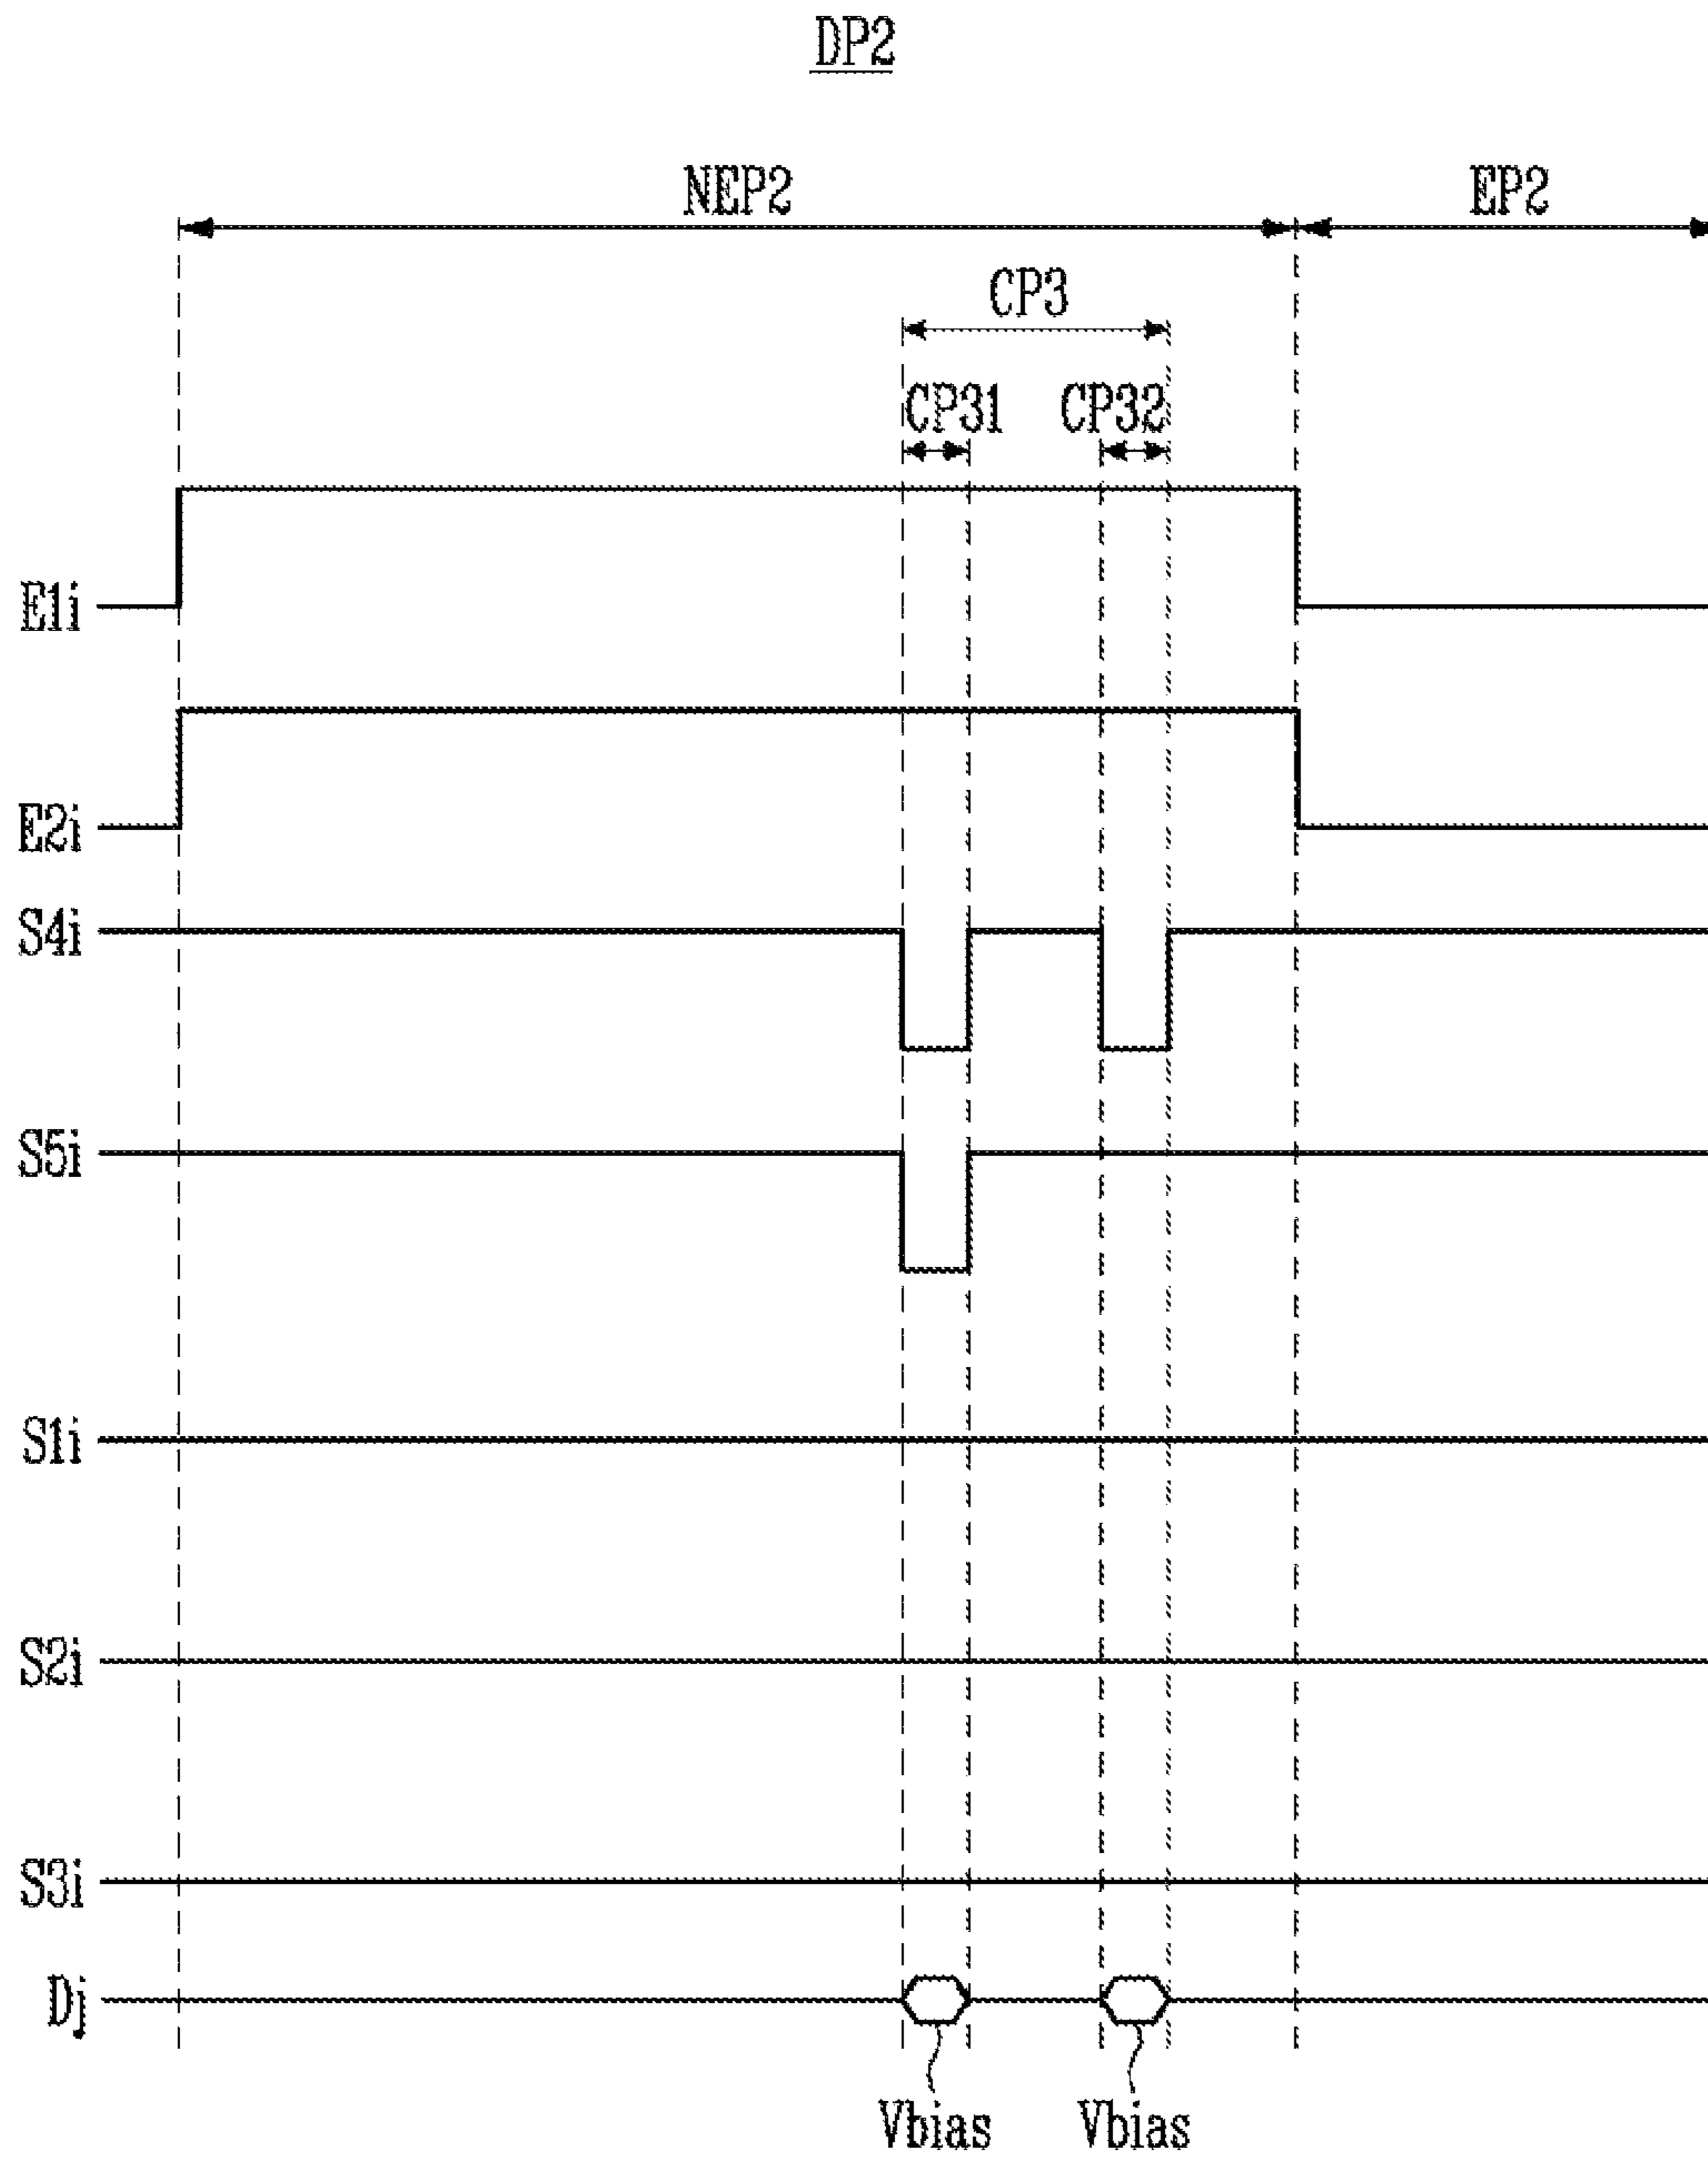 DP2
NEP2 EP2
CP3
CP31 CP32
E1i
E2i
S4i
S5i
S1i
S2i
S3i
Dj
Vbias Vbias